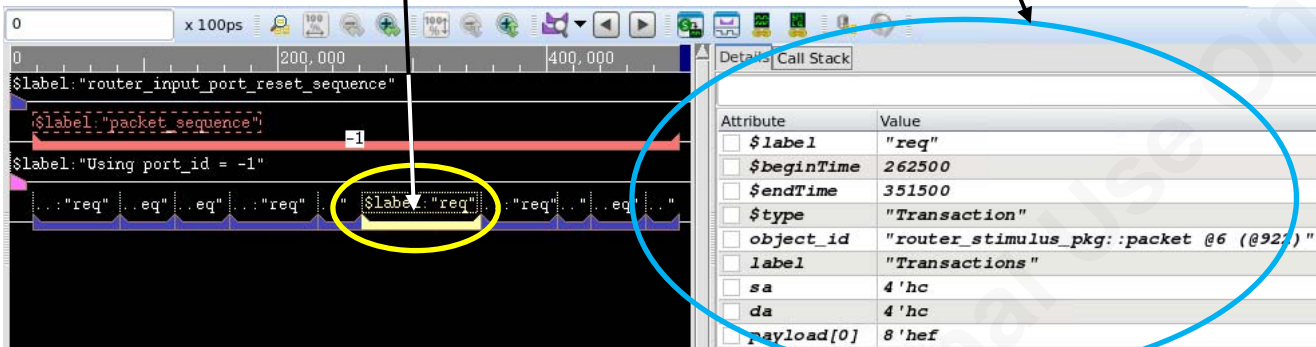 0 x 100ps
0 200,000 400,000
$label:"router_input_port_reset_sequence"
$label:"packet_sequence"
-1
$label:"Using port_id = -1"
..:"req" ..eq" ..eq" ..:"req" .." $label:"req" :"req" .." ..eq" .."
Details Call Stack
Attribute Value
$label "req"
$beginTime 262500
$endTime 351500
$type "Transaction"
object_id "router_stimulus_pkg::packet @6 (@922)"
label "Transactions"
sa 4'hc
da 4'hc
payload[0] 8'hef